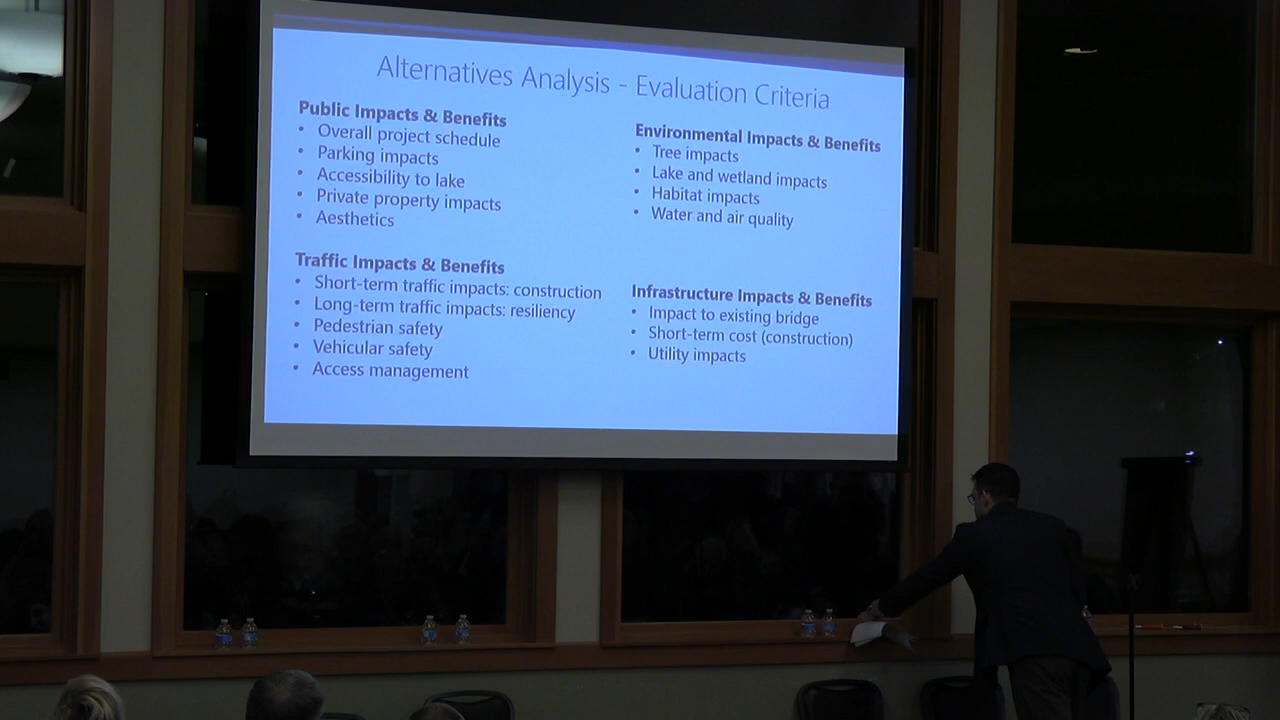 Alternatives Analysis - Evaluation Criteria
Public Impacts & Benefits
• Overall project schedule
• Parking impacts
• Accessibility to lake
• Private property impacts
• Aesthetics
Traffic Impacts & Benefits
• Short-term traffic impacts: construction
• Long-term traffic impacts: resiliency
• Pedestrian safety
• Vehicular safety
• Access management
Environmental Impacts & Benefits
• Tree impacts
• Lake and wetland impacts
• Habitat impacts
• Water and air quality
Infrastructure Impacts & Benefits
• Impact to existing bridge
• Short-term cost (construction)
• Utility impacts